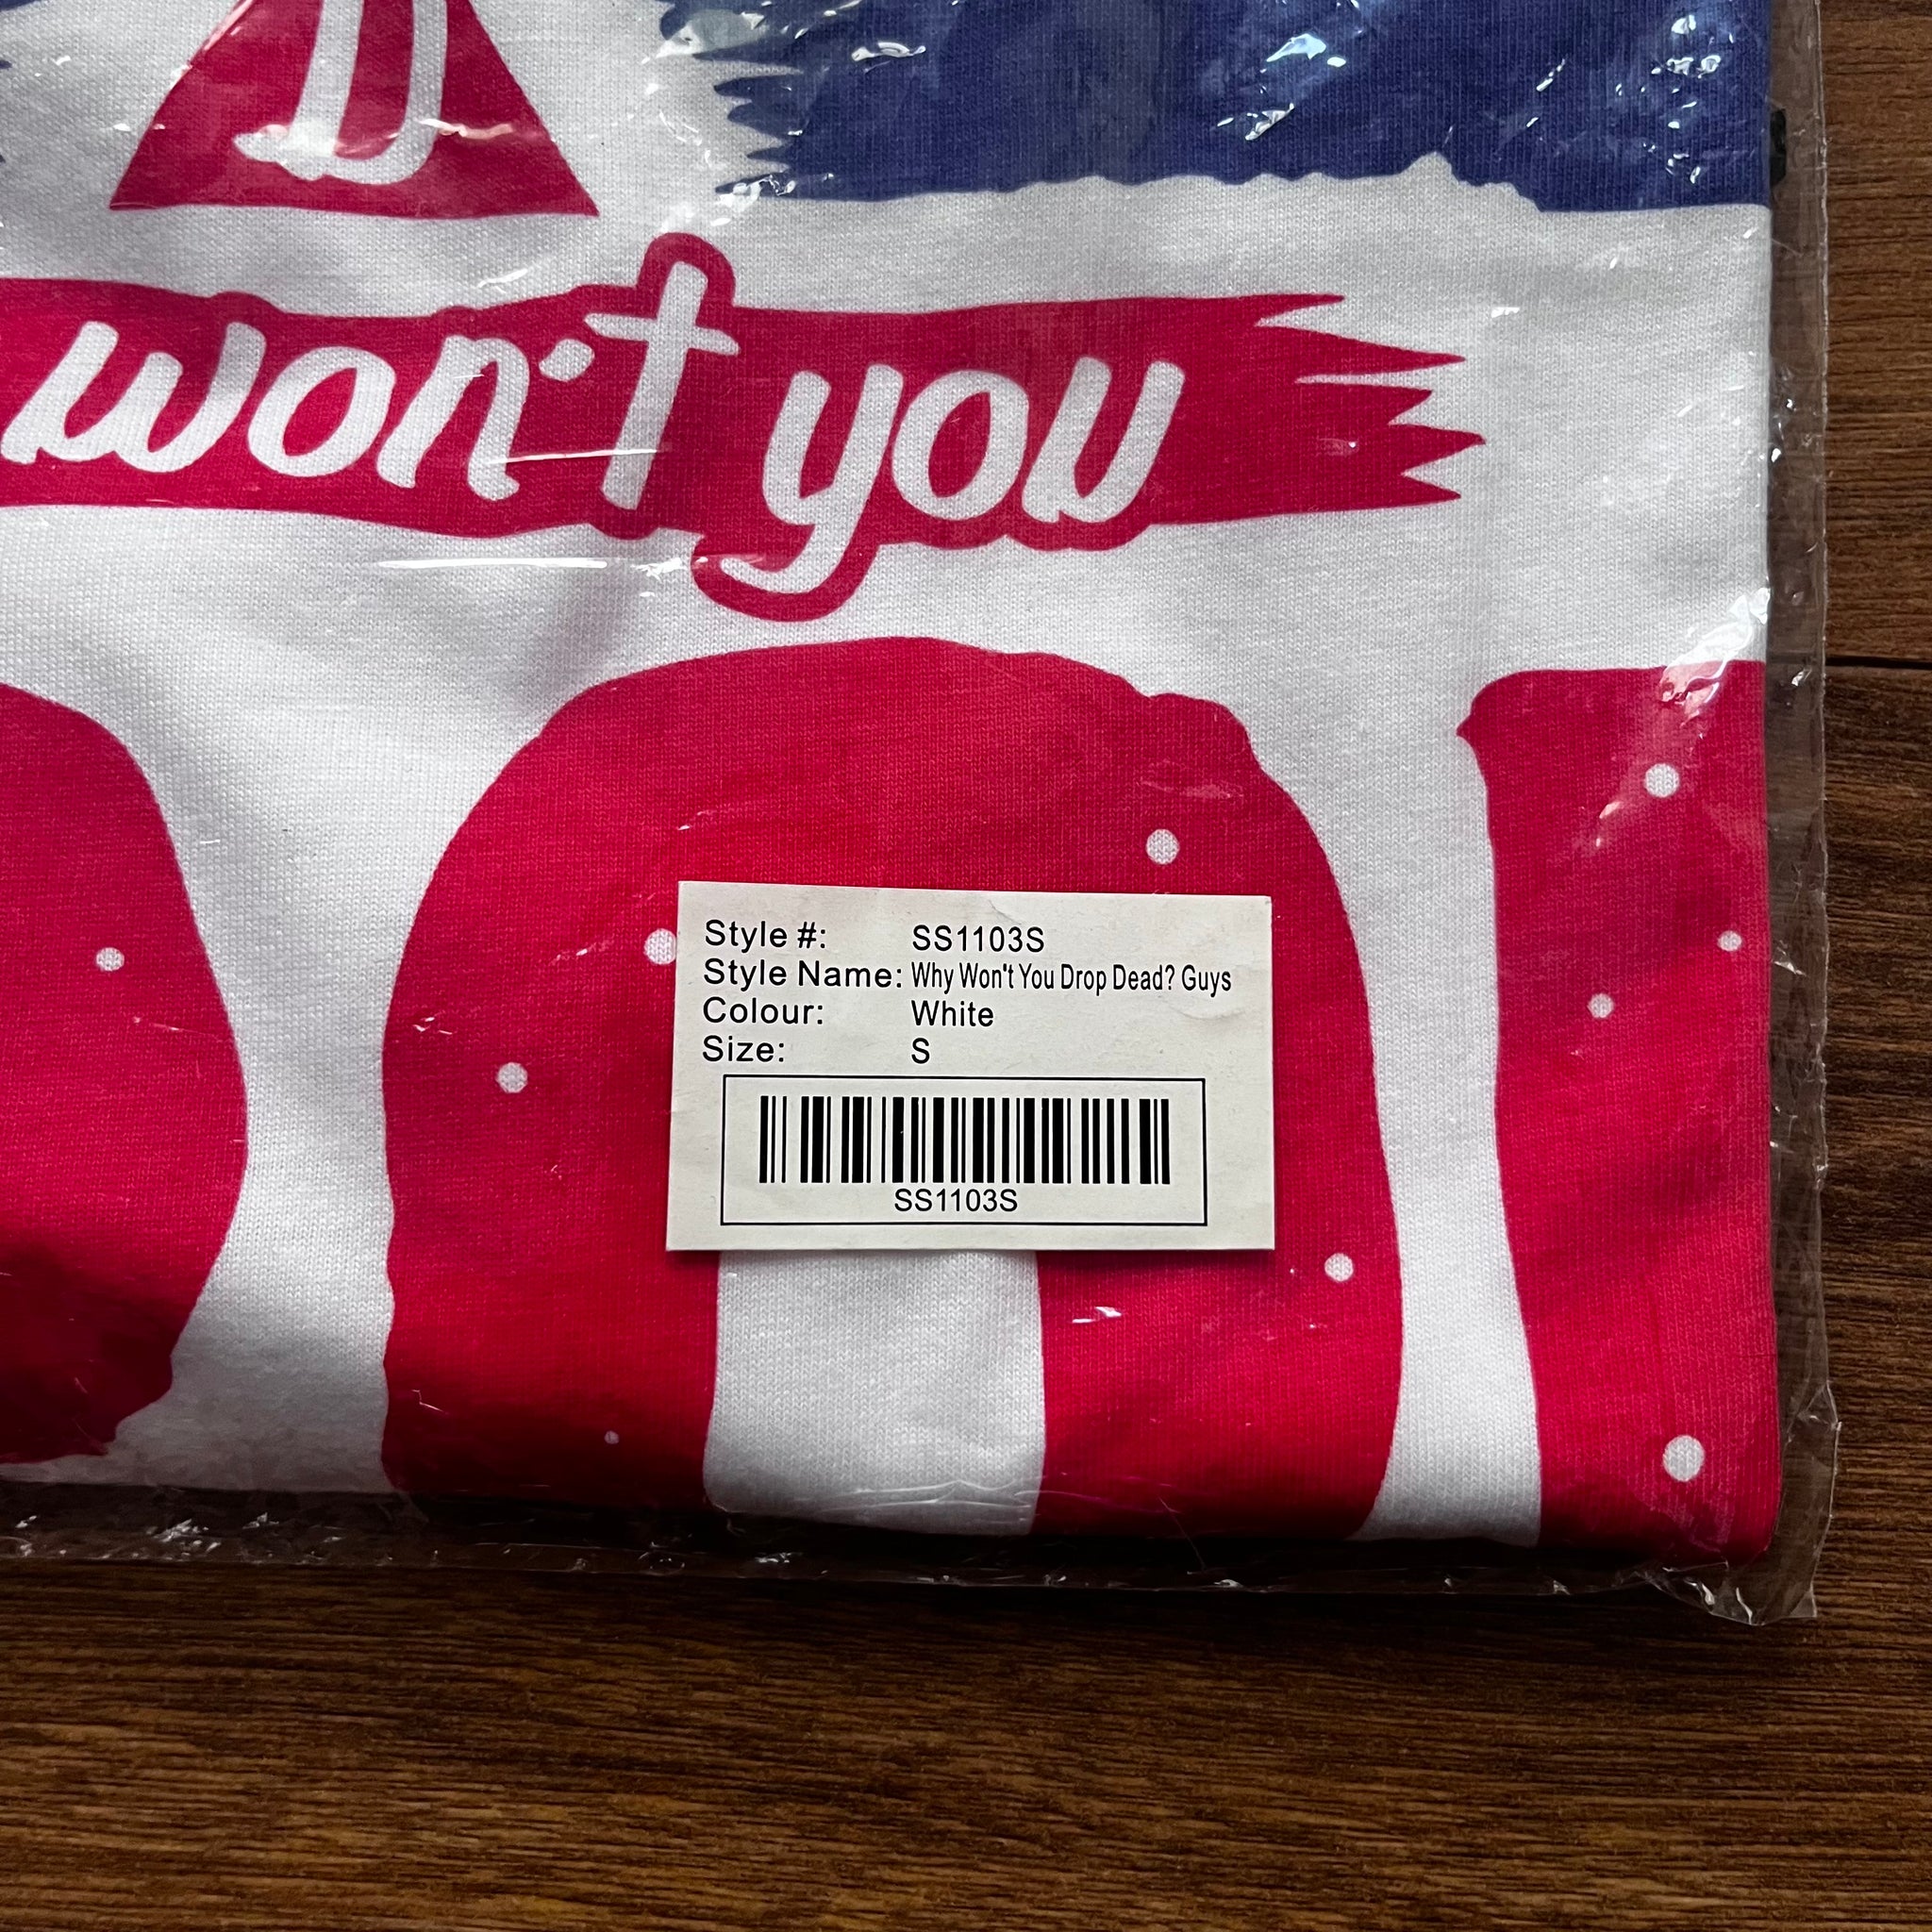 won't you
Style #: SS1103S
Style Name: Why Won't You Drop Dead? Guys
Colour: White
Size: S
SS1103S